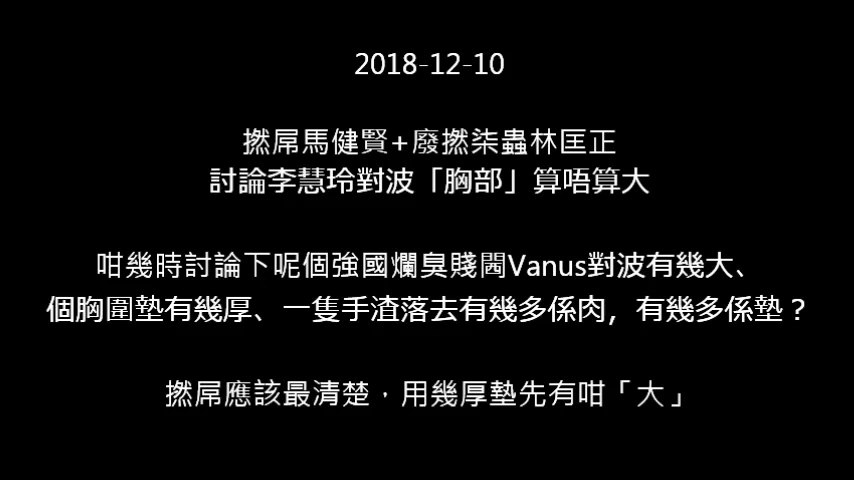 2018-12-10
撚屌馬健賢+廢撚柒蟲林匡正
討論李慧玲對波「胸部」算唔算大
咁幾時討論下呢個強國爛臭賤閪Vanus對波有幾大、
個胸圍墊有幾厚、一隻手渣落去有幾多係肉，有幾多係墊？
撚屌應該最清楚，用幾厚墊先有咁「大」